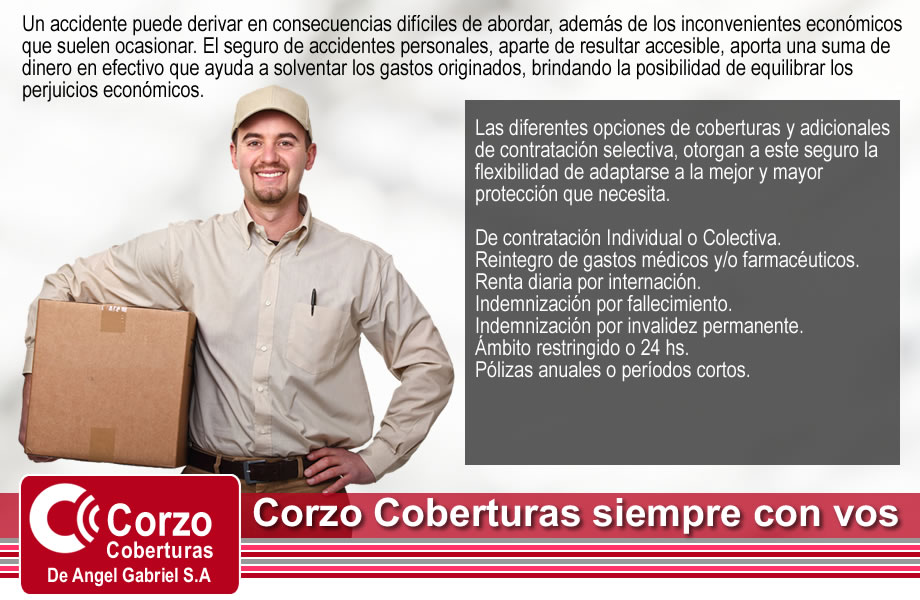 Un accidente puede derivar en consecuencias difíciles de abordar, además de los inconvenientes económicos
que suelen ocasionar. El seguro de accidentes personales, aparte de resultar accesible, aporta una suma de
dinero en efectivo que ayuda a solventar los gastos originados, brindando la posibilidad de equilibrar los
perjuicios económicos.
Las diferentes opciones de coberturas y adicionales
de contratación selectiva, otorgan a este seguro la
flexibilidad de adaptarse a la mejor y mayor
protección que necesita.
De contratación Individual o Colectiva.
Reintegro de gastos médicos y/o farmacéuticos.
Renta diaria por internación.
Indemnización por fallecimiento.
Indemnización por invalidez permanente.
Ámbito restringido o 24 hs.
Pólizas anuales o períodos cortos.
Corzo Coberturas siempre con vos
Corzo
Coberturas
De Angel Gabriel S.A